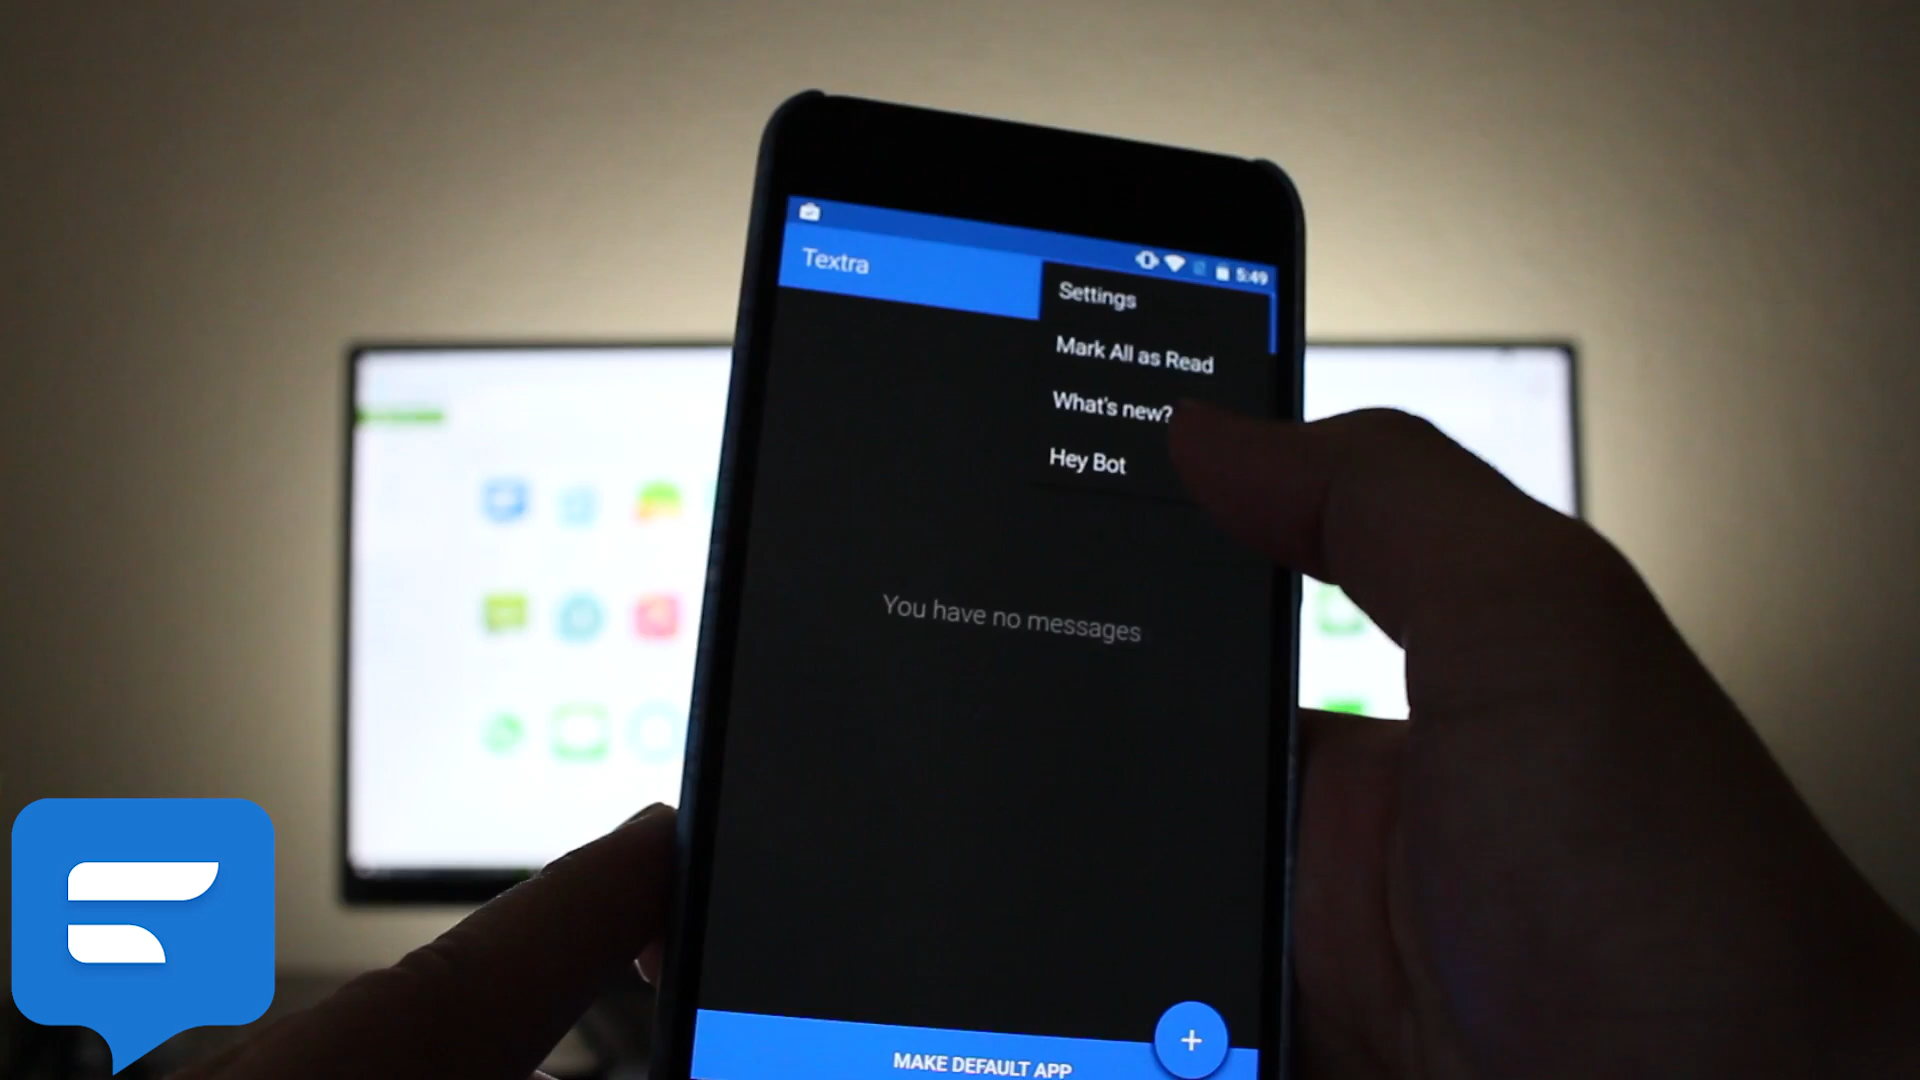 5:49
Textra
Settings
Mark All as Read
What's new?
Hey Bot
You have no messages
+
MAKE DEFAULT APP